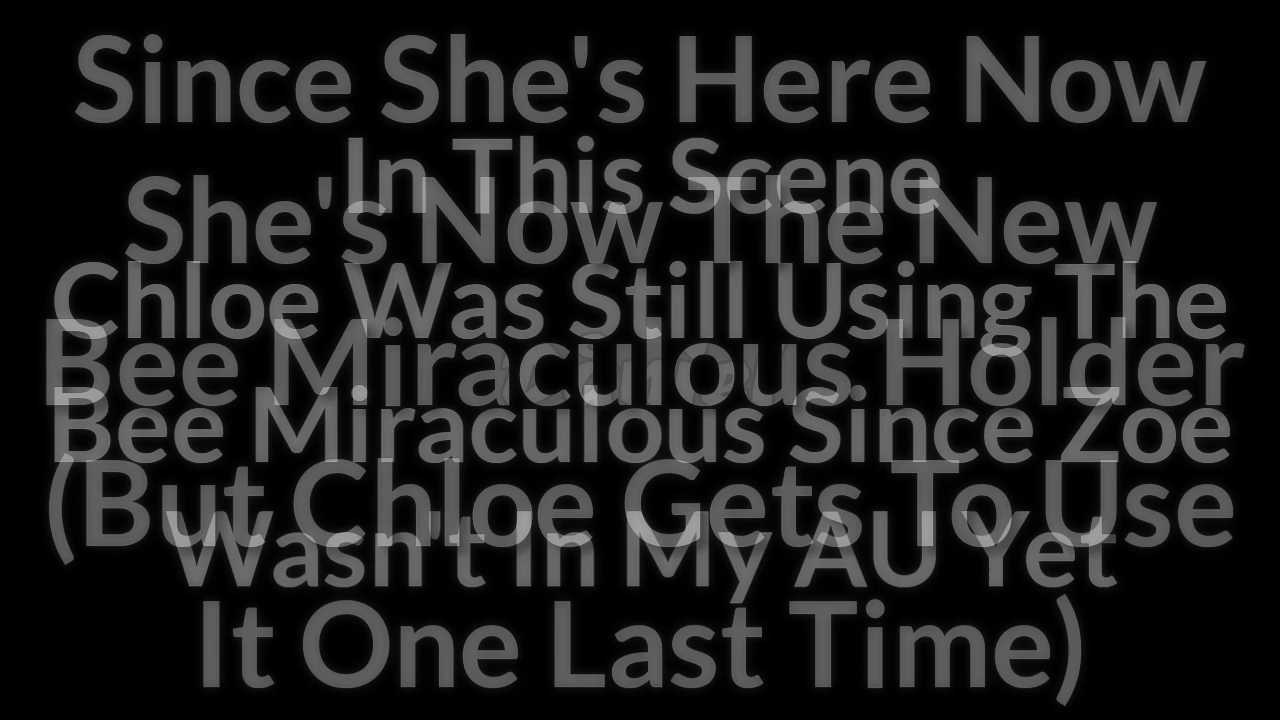 In This Scene
Chloe Was Still Using The
Bee Miraculous Since Zoe
Wasn't In My AU Yet
Since She's Here Now
She's Now The New
Bee Miraculous Holder
(But Chloe Gets To Use
It One Last Time)